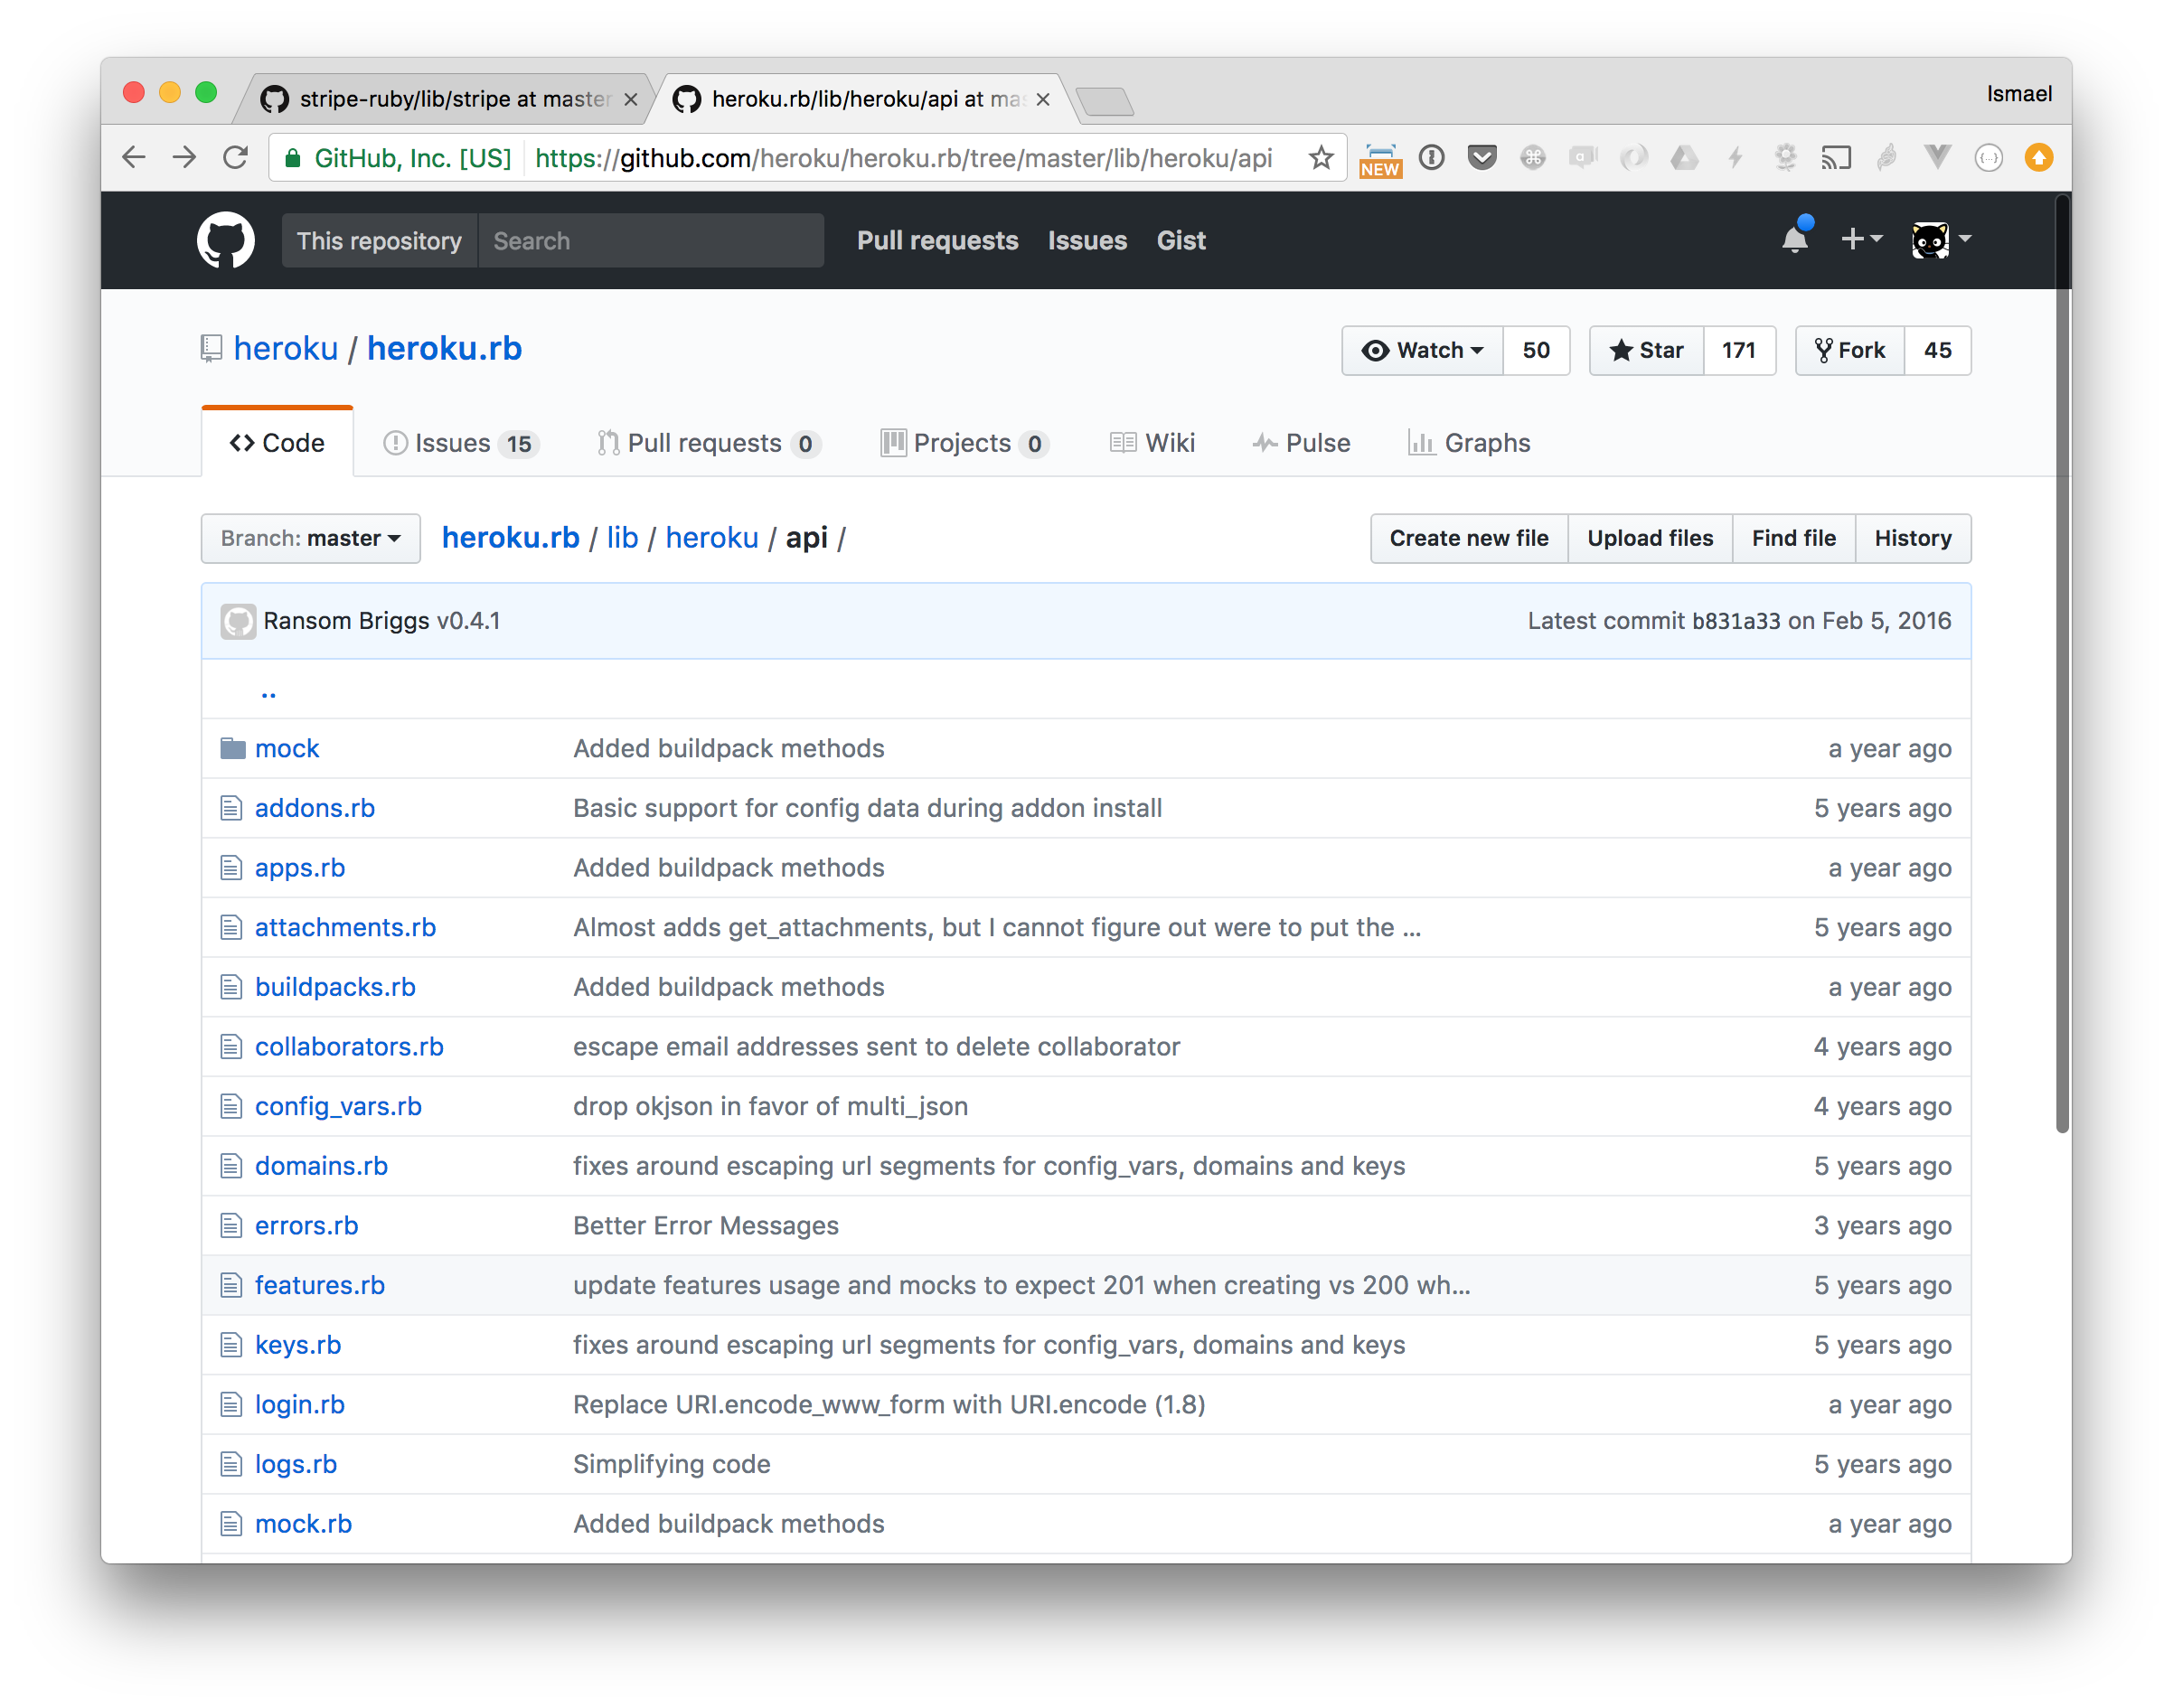 stripe-ruby/lib/stripe at master
heroku.rb/lib/heroku/api at mas
Ismael
GitHub, Inc. [US] https://github.com/heroku/heroku.rb/tree/master/lib/heroku/api
NEW
This repository Search Pull requests Issues Gist
heroku / heroku.rb Watch 50 Star 171 Fork 45
Code Issues 15 Pull requests 0 Projects 0 Wiki Pulse Graphs
Branch: master heroku.rb / lib / heroku / api / Create new file Upload files Find file History
Ransom Briggs v0.4.1 Latest commit b831a33 on Feb 5, 2016
..
mock Added buildpack methods a year ago
addons.rb Basic support for config data during addon install 5 years ago
apps.rb Added buildpack methods a year ago
attachments.rb Almost adds get_attachments, but I cannot figure out were to put the ... 5 years ago
buildpacks.rb Added buildpack methods a year ago
collaborators.rb escape email addresses sent to delete collaborator 4 years ago
config_vars.rb drop okjson in favor of multi_json 4 years ago
domains.rb fixes around escaping url segments for config_vars, domains and keys 5 years ago
errors.rb Better Error Messages 3 years ago
features.rb update features usage and mocks to expect 201 when creating vs 200 wh... 5 years ago
keys.rb fixes around escaping url segments for config_vars, domains and keys 5 years ago
login.rb Replace URI.encode_www_form with URI.encode (1.8) a year ago
logs.rb Simplifying code 5 years ago
mock.rb Added buildpack methods a year ago